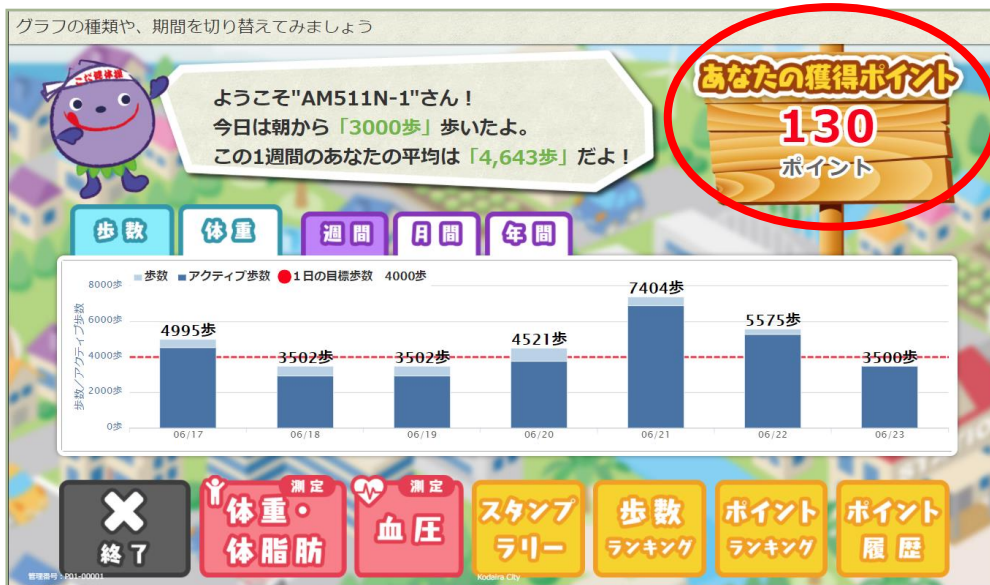 グラフの種類や、期間を切り替えてみましょう
ようこそ"AM511N-1"さん！
今日は朝から「3000歩」歩いたよ。
この1週間のあなたの平均は「4,643歩」だよ！
あなたの獲得ポイント
130
ポイント
歩数
体重
週間
月間
年間
歩数 アクティブ歩数 1日の目標歩数 4000歩
歩数／アクティブ歩数
8000歩
6000歩
4000歩
2000歩
0歩
4995歩
3502歩
3502歩
4521歩
7404歩
5575歩
3500歩
06/17
06/18
06/19
06/20
06/21
06/22
06/23
終了
測定
体重・
体脂肪
測定
血圧
スタンプ
ラリー
歩数
ランキング
ポイント
ランキング
ポイント
履歴
管理番号：P01-00001
Kodaira City